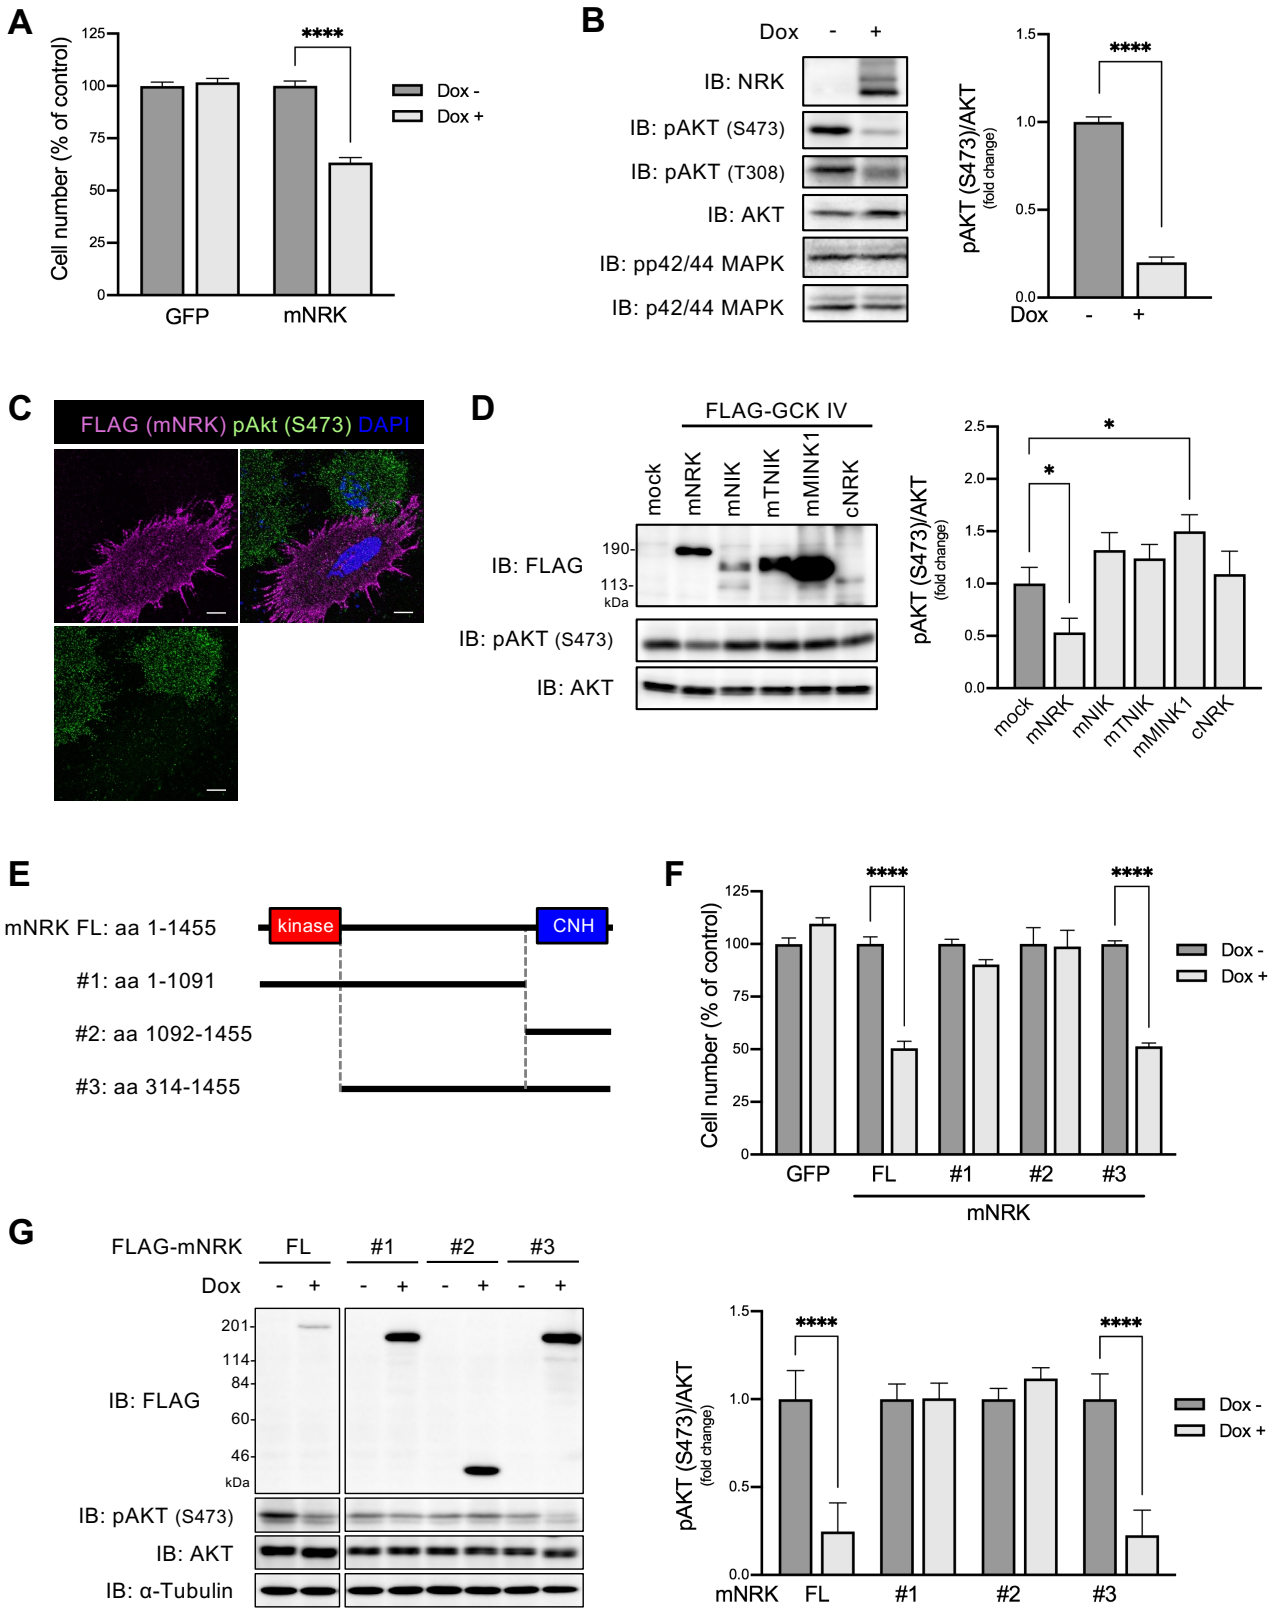 A
Cell number (% of control)
125
100
75
50
25
0
****
GFP
mNRK
Dox -
Dox +
B
Dox - +
IB: NRK
IB: pAKT (S473)
IB: pAKT (T308)
IB: AKT
IB: pp42/44 MAPK
IB: p42/44 MAPK
pAKT (S473)/AKT
(fold change)
1.5
1.0
0.5
0.0
****
Dox - +
C
FLAG (mNRK) pAkt (S473) DAPI
D
FLAG-GCK IV
mock mNRK mNIK mTNIK mMINK1 cNRK
IB: FLAG
190-
113-
kDa
IB: pAKT (S473)
IB: AKT
pAKT (S473)/AKT
(fold change)
2.5
2.0
1.5
1.0
0.5
0.0
*
*
mock mNRK mNIK mTNIK mMINK1 cNRK
E
mNRK FL: aa 1-1455
kinase
CNH
#1: aa 1-1091
#2: aa 1092-1455
#3: aa 314-1455
F
Cell number (% of control)
125
100
75
50
25
0
****
****
GFP FL #1 #2 #3
mNRK
Dox -
Dox +
G
FLAG-mNRK FL #1 #2 #3
Dox - + - + - + - +
IB: FLAG
201-
114-
84-
60-
46-
kDa
IB: pAKT (S473)
IB: AKT
IB: α-Tubulin
pAKT (S473)/AKT
(fold change)
1.5
1.0
0.5
0.0
****
****
mNRK FL #1 #2 #3
Dox -
Dox +